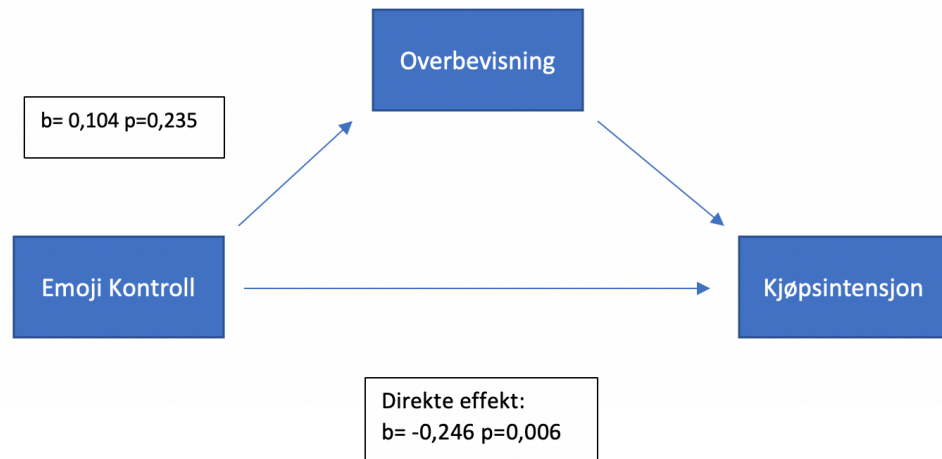 Overbevisning
b= 0,104 p=0,235
Emoji Kontroll
Kjøpsintensjon
Direkte effekt:
b= -0,246 p=0,006